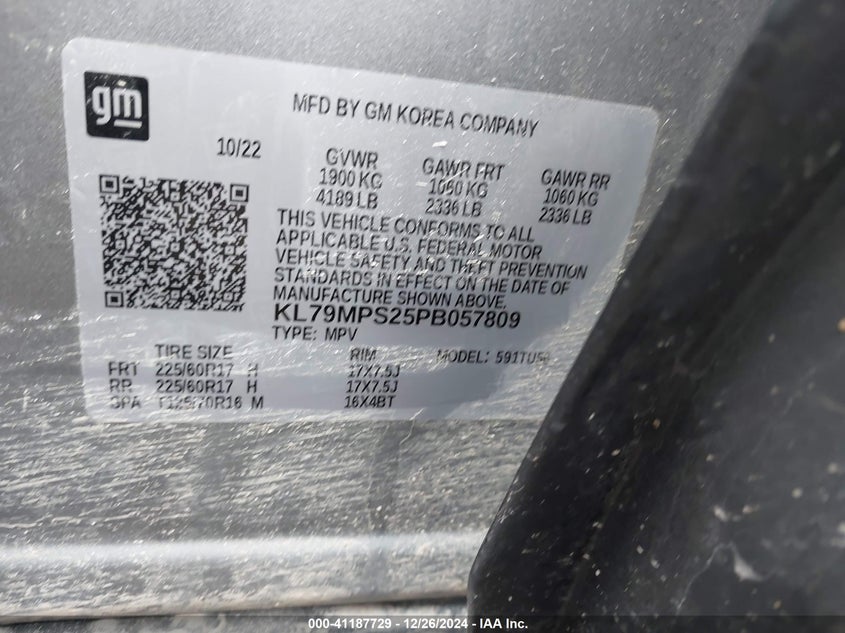 gm
MFD BY GM KOREA COMPANY
10/22
GVWR GAWR FRT GAWR RR
1900 KG 1060 KG 1060 KG
4189 LB 2336 LB 2336 LB
THIS VEHICLE CONFORMS TO ALL
APPLICABLE U.S. FEDERAL MOTOR
VEHICLE SAFETY AND THEFT PREVENTION
STANDARDS IN EFFECT ON THE DATE OF
MANUFACTURE SHOWN ABOVE.
KL79MPS25PB057809
TYPE: MPV
TIRE SIZE RIM MODEL:
FRT 225/60R17 H 17X7.5J
RR 225/60R17 H 17X7.5J
SPA T125/70R16 M 16X4BT
000-41187729 - 12/26/2024 - IAA Inc.